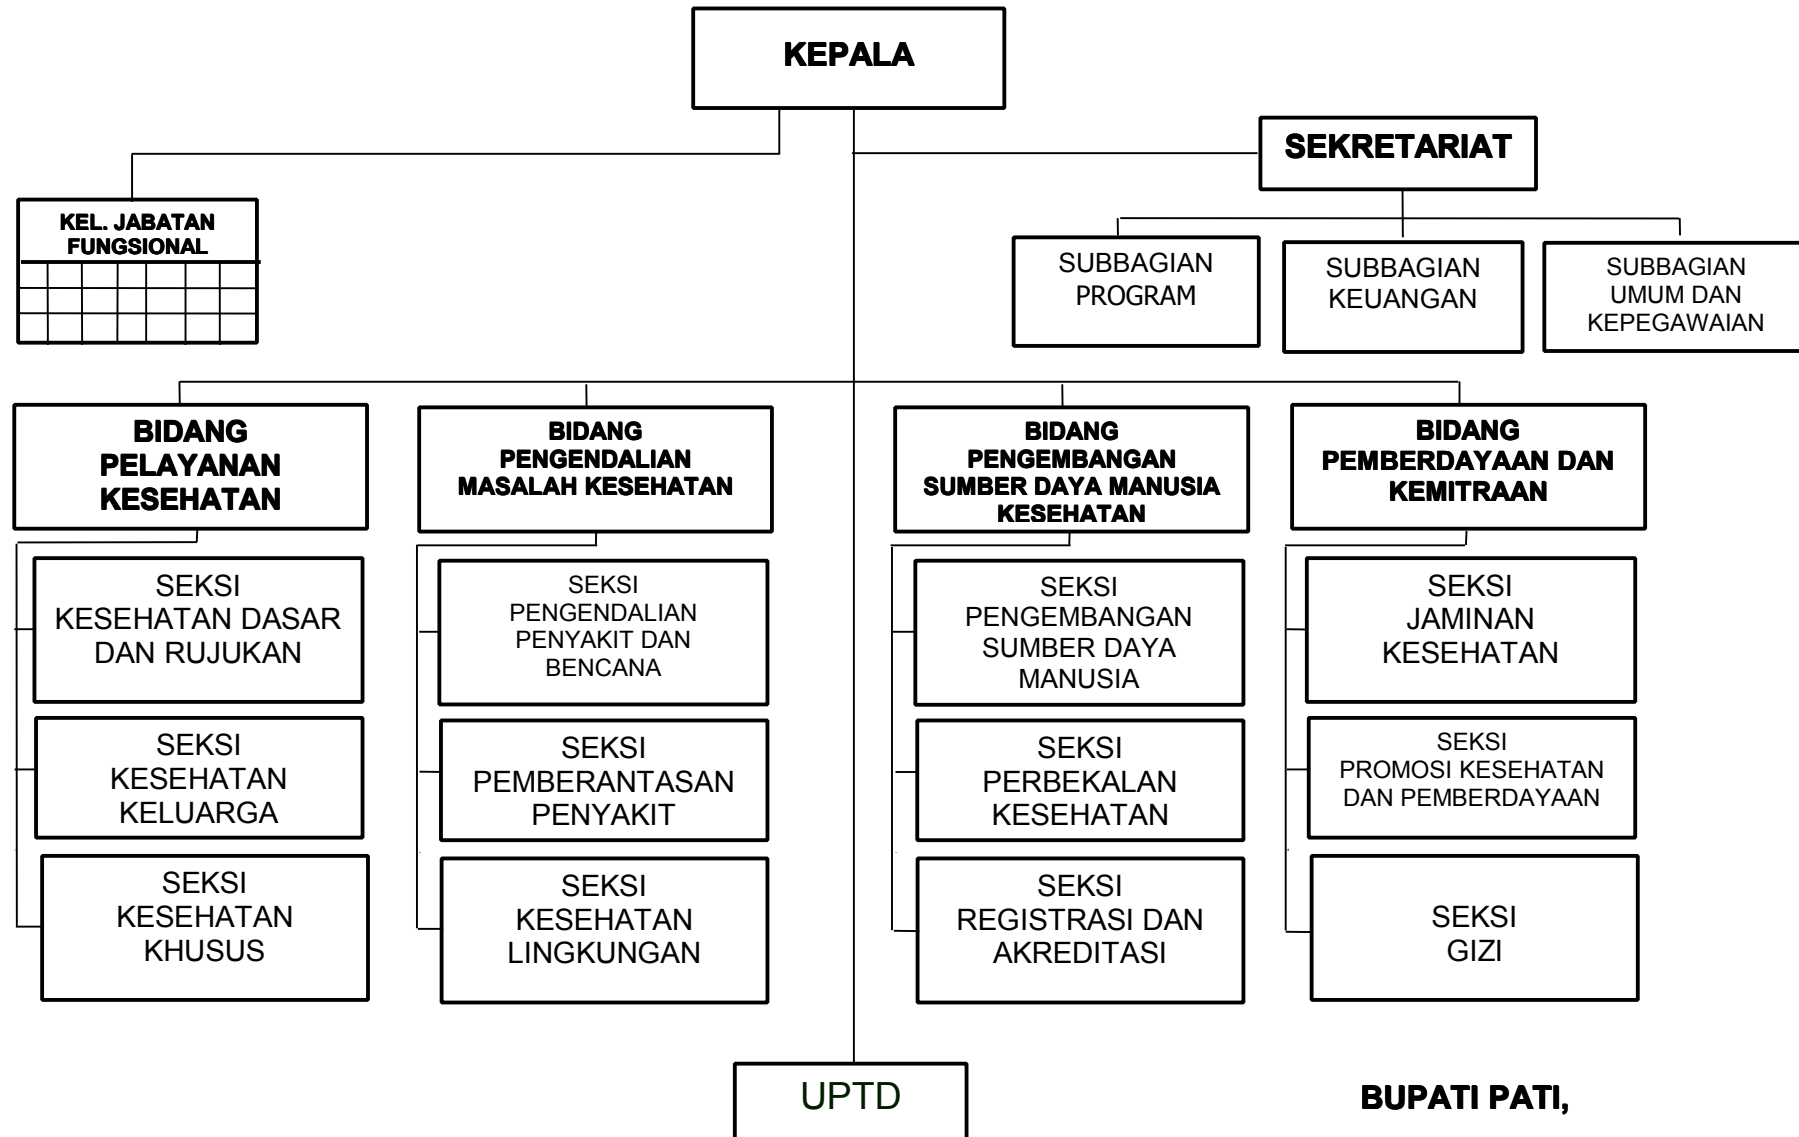 KEPALA
SEKRETARIAT
KEL. JABATAN
FUNGSIONAL
SUBBAGIAN
PROGRAM
SUBBAGIAN
KEUANGAN
SUBBAGIAN
UMUM DAN
KEPEGAWAIAN
BIDANG
PELAYANAN
KESEHATAN
BIDANG
PENGENDALIAN
MASALAH KESEHATAN
BIDANG
PENGEMBANGAN
SUMBER DAYA MANUSIA
KESEHATAN
BIDANG
PEMBERDAYAAN DAN
KEMITRAAN
SEKSI
KESEHATAN DASAR
DAN RUJUKAN
SEKSI
PENGENDALIAN
PENYAKIT DAN
BENCANA
SEKSI
PENGEMBANGAN
SUMBER DAYA
MANUSIA
SEKSI
JAMINAN
KESEHATAN
SEKSI
KESEHATAN
KELUARGA
SEKSI
PEMBERANTASAN
PENYAKIT
SEKSI
PERBEKALAN
KESEHATAN
SEKSI
PROMOSI KESEHATAN
DAN PEMBERDAYAAN
SEKSI
KESEHATAN
KHUSUS
SEKSI
KESEHATAN
LINGKUNGAN
SEKSI
REGISTRASI DAN
AKREDITASI
SEKSI
GIZI
UPTD
BUPATI PATI,